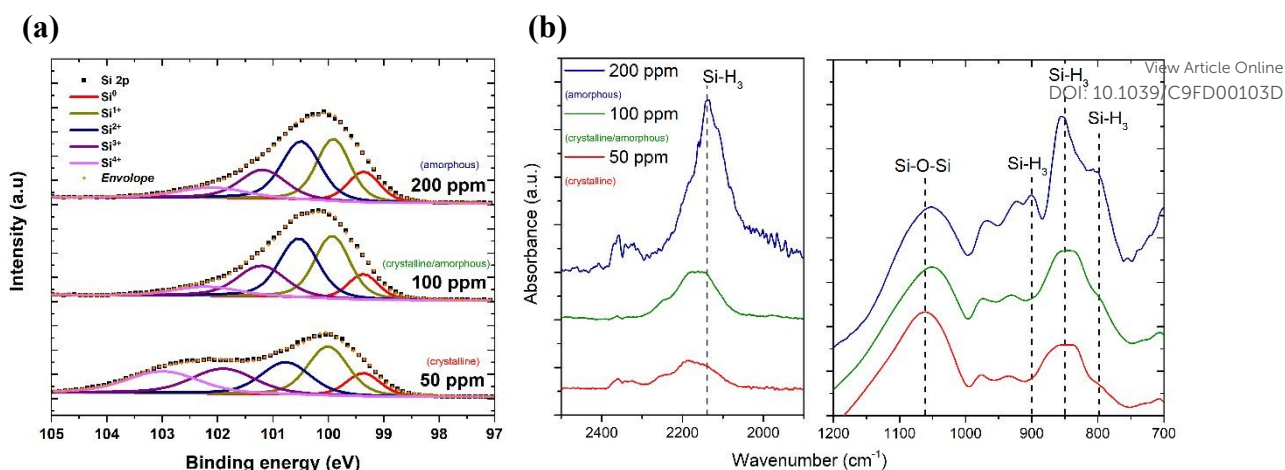 (a)
Si 2p
Si⁰
Si¹⁺
Si²⁺
Si³⁺
Si⁴⁺
Envolope
(amorphous)
200 ppm
(crystalline/amorphous)
100 ppm
(crystalline)
50 ppm
Intensity (a.u)
105 104 103 102 101 100 99 98 97
Binding energy (eV)
(b)
200 ppm
(amorphous)
100 ppm
(crystalline/amorphous)
50 ppm
(crystalline)
Si-H₃
Absorbance (a.u.)
2400 2200 2000
Si-O-Si
Si-H₃
Si-H₃
Si-H₃
1200 1100 1000 900 800 700
Wavenumber (cm⁻¹)
View Article Online
DOI: 10.1039/C9FD00103D